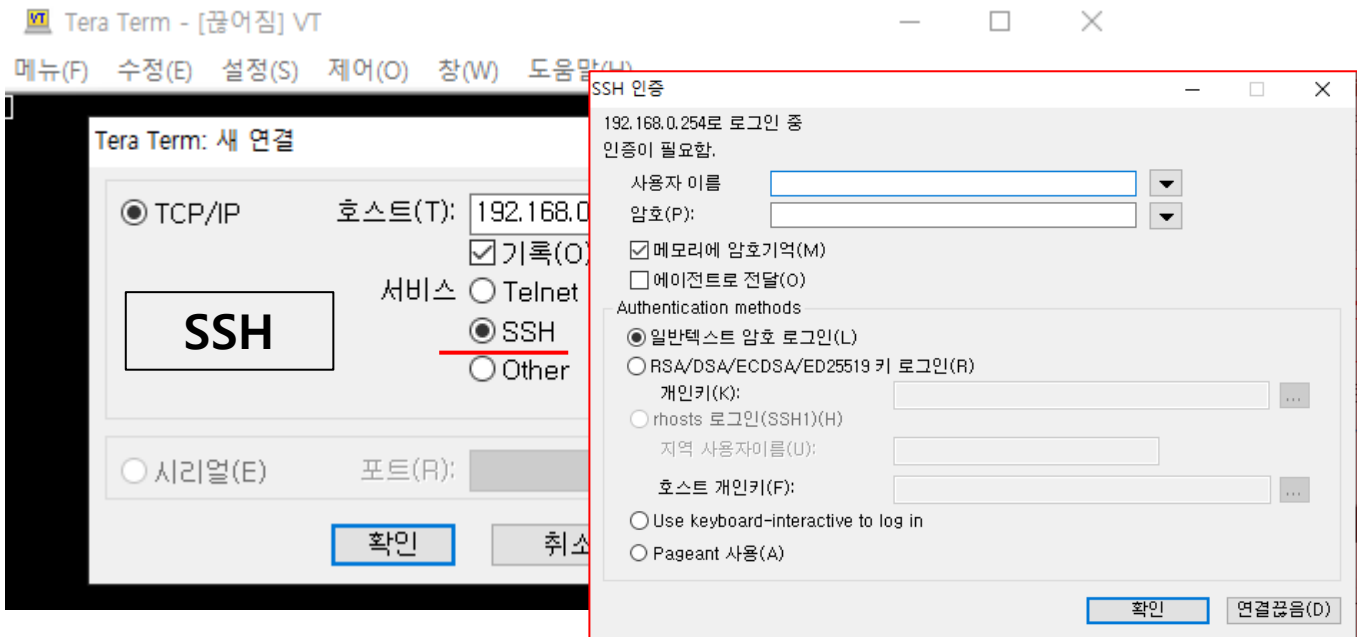 Tera Term - [끊어짐] VT
메뉴(F) 수정(E) 설정(S) 제어(O) 창(W) 도움말(H)
Tera Term: 새 연결
TCP/IP 호스트(T): 192.168.0
기록(O)
서비스 Telnet
SSH
SSH
Other
시리얼(E) 포트(R):
확인 취소
SSH 인증
192.168.0.254로 로그인 중
인증이 필요함.
사용자 이름
암호(P):
메모리에 암호기억(M)
에이전트로 전달(O)
Authentication methods
일반텍스트 암호 로그인(L)
RSA/DSA/ECDSA/ED25519 키 로그인(R)
개인키(K):
...
rhosts 로그인(SSH1)(H)
지역 사용자이름(U):
호스트 개인키(F):
...
Use keyboard-interactive to log in
Pageant 사용(A)
확인 연결끊음(D)